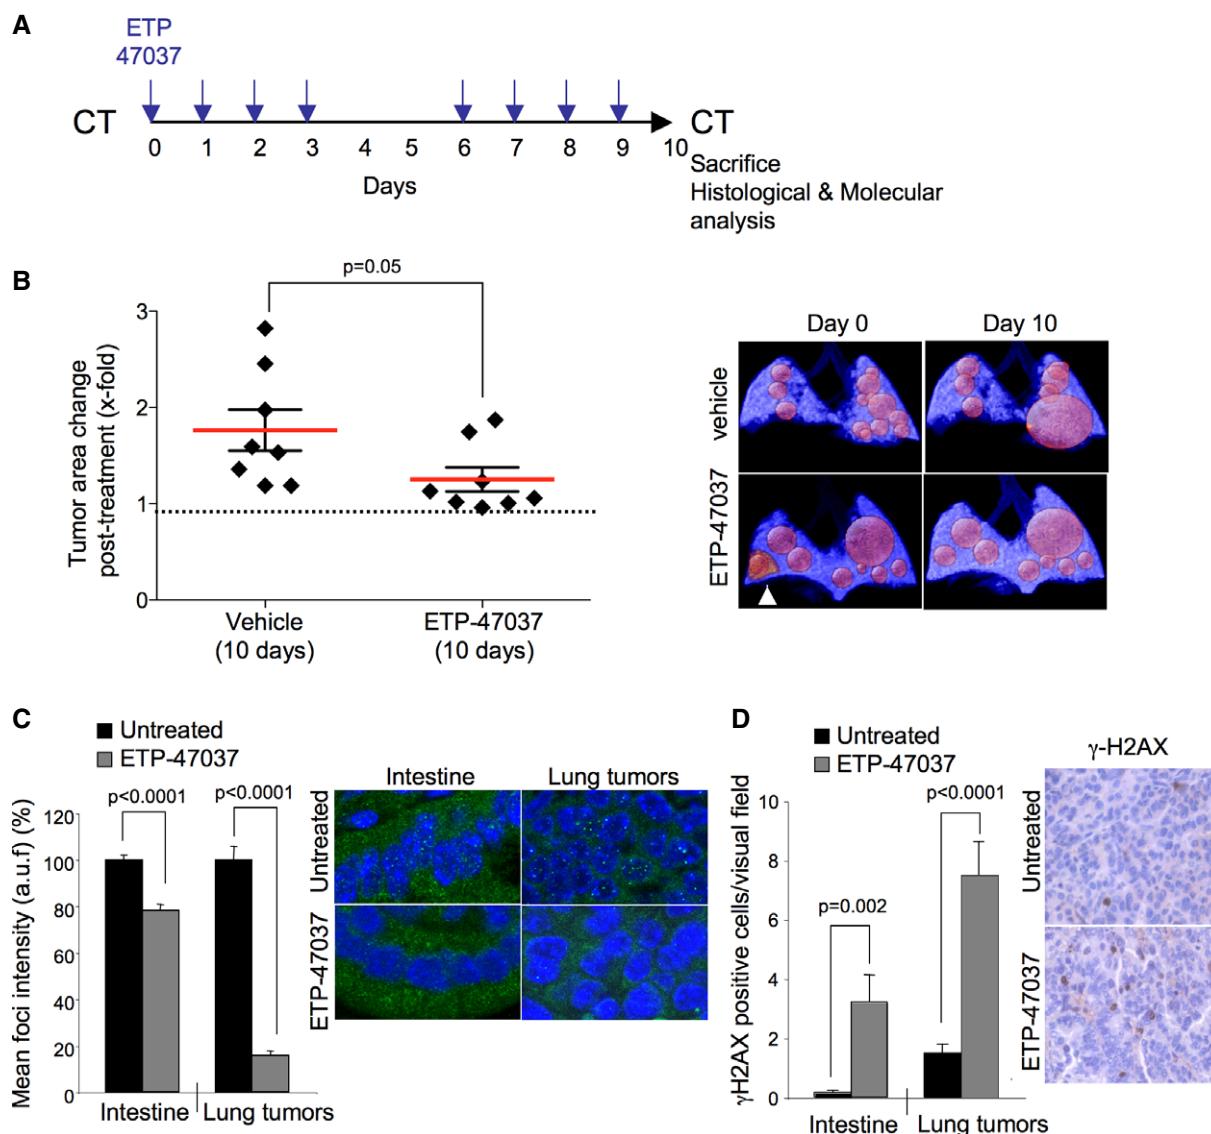 A
ETP
47037
CT
CT
0 1 2 3 4 5 6 7 8 9 10
Days
Sacrifice
Histological & Molecular
analysis
B
p=0.05
Tumor area change
post-treatment (x-fold)
3
2
1
0
Vehicle
(10 days)
ETP-47037
(10 days)
Day 0
Day 10
vehicle
ETP-47037
C
Untreated
ETP-47037
Mean foci intensity (a.u.f) (%)
120
100
80
60
40
20
0
p<0.0001
p<0.0001
Intestine
Lung tumors
Intestine
Lung tumors
Untreated
ETP-47037
D
Untreated
ETP-47037
γH2AX positive cells/visual field
10
8
6
4
2
0
p=0.002
p<0.0001
Intestine
Lung tumors
γ-H2AX
Untreated
ETP-47037